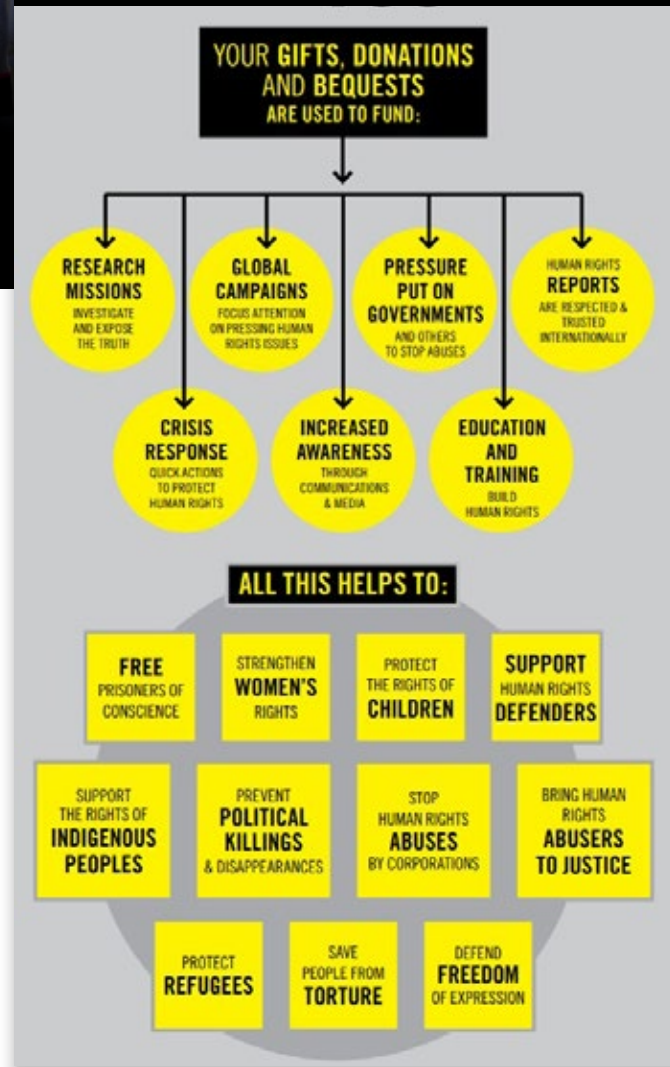 YOUR GIFTS, DONATIONS
AND BEQUESTS
ARE USED TO FUND:
RESEARCH
MISSIONS
INVESTIGATE
AND EXPOSE
THE TRUTH
GLOBAL
CAMPAIGNS
FOCUS ATTENTION
ON PRESSING HUMAN
RIGHTS ISSUES
PRESSURE
PUT ON
GOVERNMENTS
AND OTHERS
TO STOP ABUSES
HUMAN RIGHTS
REPORTS
ARE RESPECTED &
TRUSTED
INTERNATIONALLY
CRISIS
RESPONSE
QUICK ACTIONS
TO PROTECT
HUMAN RIGHTS
INCREASED
AWARENESS
THROUGH
COMMUNICATIONS
& MEDIA
EDUCATION
AND
TRAINING
BUILD
HUMAN RIGHTS
ALL THIS HELPS TO:
FREE
PRISONERS OF
CONSCIENCE
STRENGTHEN
WOMEN'S
RIGHTS
PROTECT
THE RIGHTS OF
CHILDREN
SUPPORT
HUMAN RIGHTS
DEFENDERS
SUPPORT
THE RIGHTS OF
INDIGENOUS
PEOPLES
PREVENT
POLITICAL
KILLINGS
& DISAPPEARANCES
STOP
HUMAN RIGHTS
ABUSES
BY CORPORATIONS
BRING HUMAN
RIGHTS
ABUSERS
TO JUSTICE
PROTECT
REFUGEES
SAVE
PEOPLE FROM
TORTURE
DEFEND
FREEDOM
OF EXPRESSION